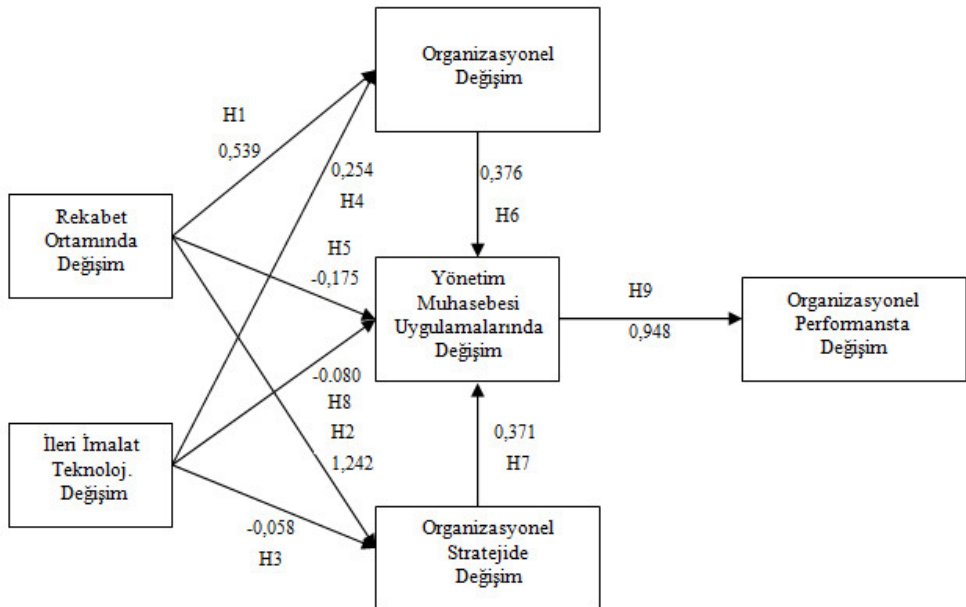 Organizasyonel
Değişim
H1
0,539
0,254
H4
0,376
H6
Rekabet
Ortamında
Değişim
H5
-0,175
Yönetim
Muhasebesi
Uygulamalarında
Değişim
H9
0,948
Organizasyonel
Performansta
Değişim
-0.080
H8
H2
1,242
İleri İmalat
Teknoloj.
Değişim
0,371
H7
-0,058
H3
Organizasyonel
Stratejide
Değişim